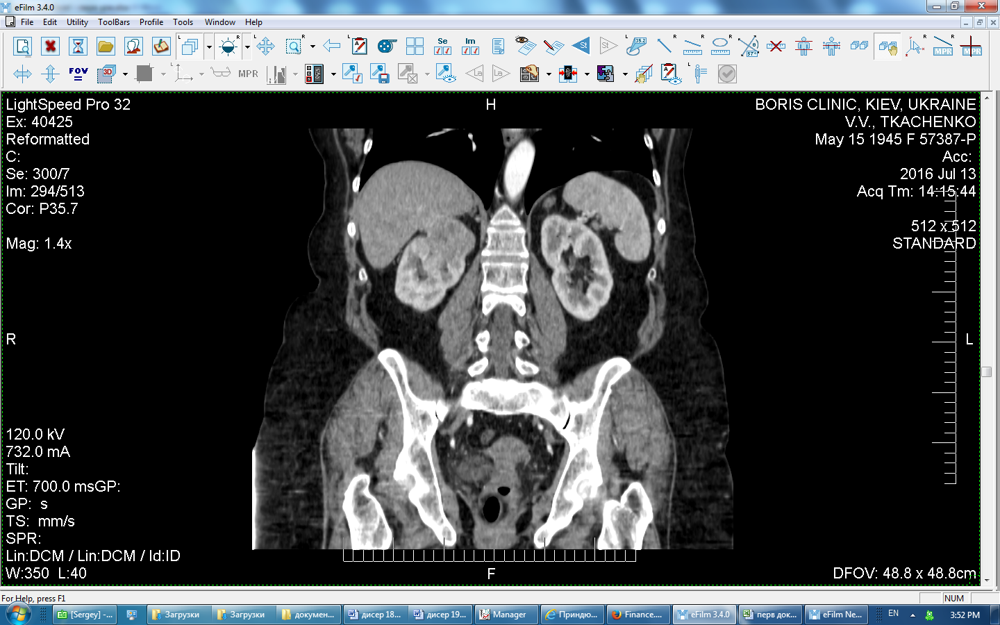 eFilm 3.4.0
File Edit Utility ToolBars Profile Tools Window Help
Se Im St St 35.2 57° MPR MPR
FOV 3D MPR La La
LightSpeed Pro 32
Ex: 40425
Reformatted
C:
Se: 300/7
Im: 294/513
Cor: P35.7
Mag: 1.4x
H
BORIS CLINIC, KIEV, UKRAINE
V.V., TKACHENKO
May 15 1945 F 57387-P
Acc:
2016 Jul 13
Acq Tm: 14:15:44
512 x 512
STANDARD
R
L
120.0 kV
732.0 mA
Tilt:
ET: 700.0 msGP:
GP: s
TS: mm/s
SPR:
Lin:DCM / Lin:DCM / Id:ID
W:350 L:40
F
DFOV: 48.8 x 48.8cm
For Help, press F1
NUM
[Sergey] -... Загрузки Загрузки докумен... дисер 18... дисер 19... Manager Приндю... Finance.... eFilm 3.4.0 перв док... eFilm Ne... EN 3:52 PM